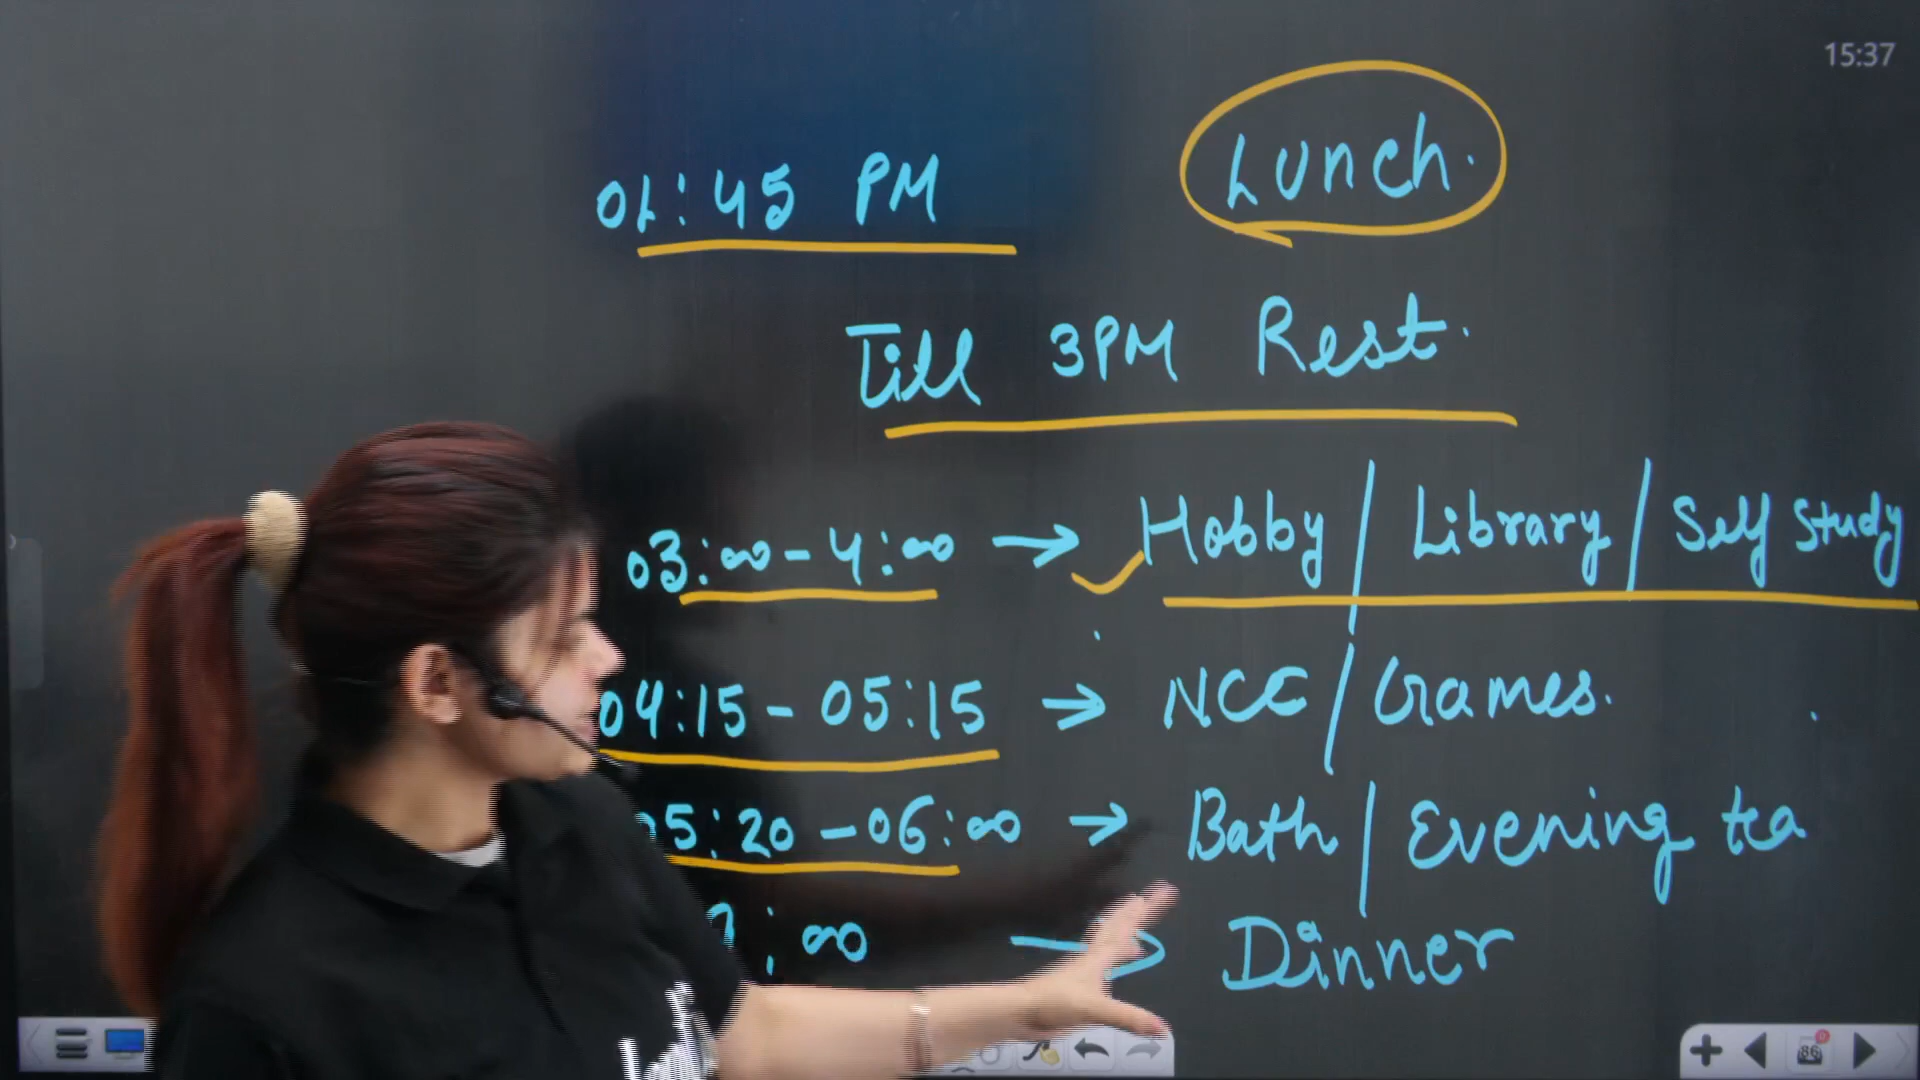 15:37
01:45 PM Lunch.
Till 3PM Rest.
03:00-4:00 → Hobby / Library / Self Study
04:15-05:15 → NCC / Games.
5:20-06:00 → Bath / Evening tea
:00 → Dinner
86